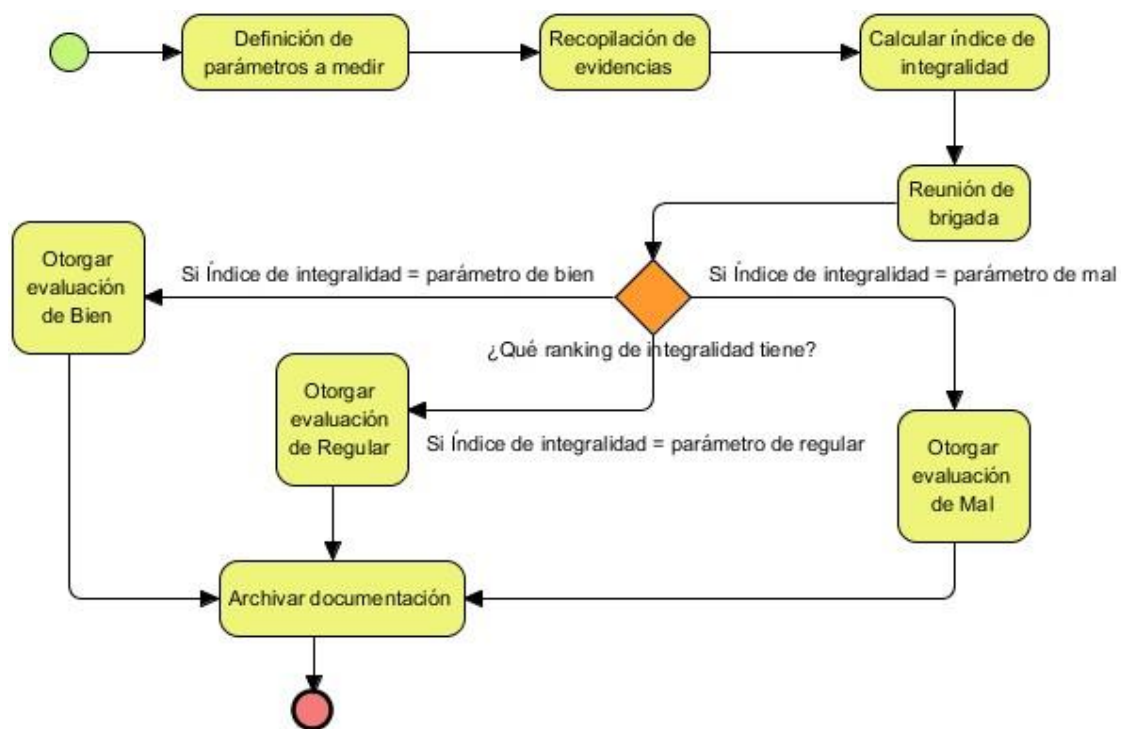 Definición de
parámetros a medir
Recopilación de
evidencias
Calcular índice de
integralidad
Reunión de
brigada
Otorgar
evaluación
de Bien
Si Índice de integralidad = parámetro de bien
Si Índice de integralidad = parámetro de mal
¿Qué ranking de integralidad tiene?
Otorgar
evaluación
de Regular
Si Índice de integralidad = parámetro de regular
Otorgar
evaluación
de Mal
Archivar documentación